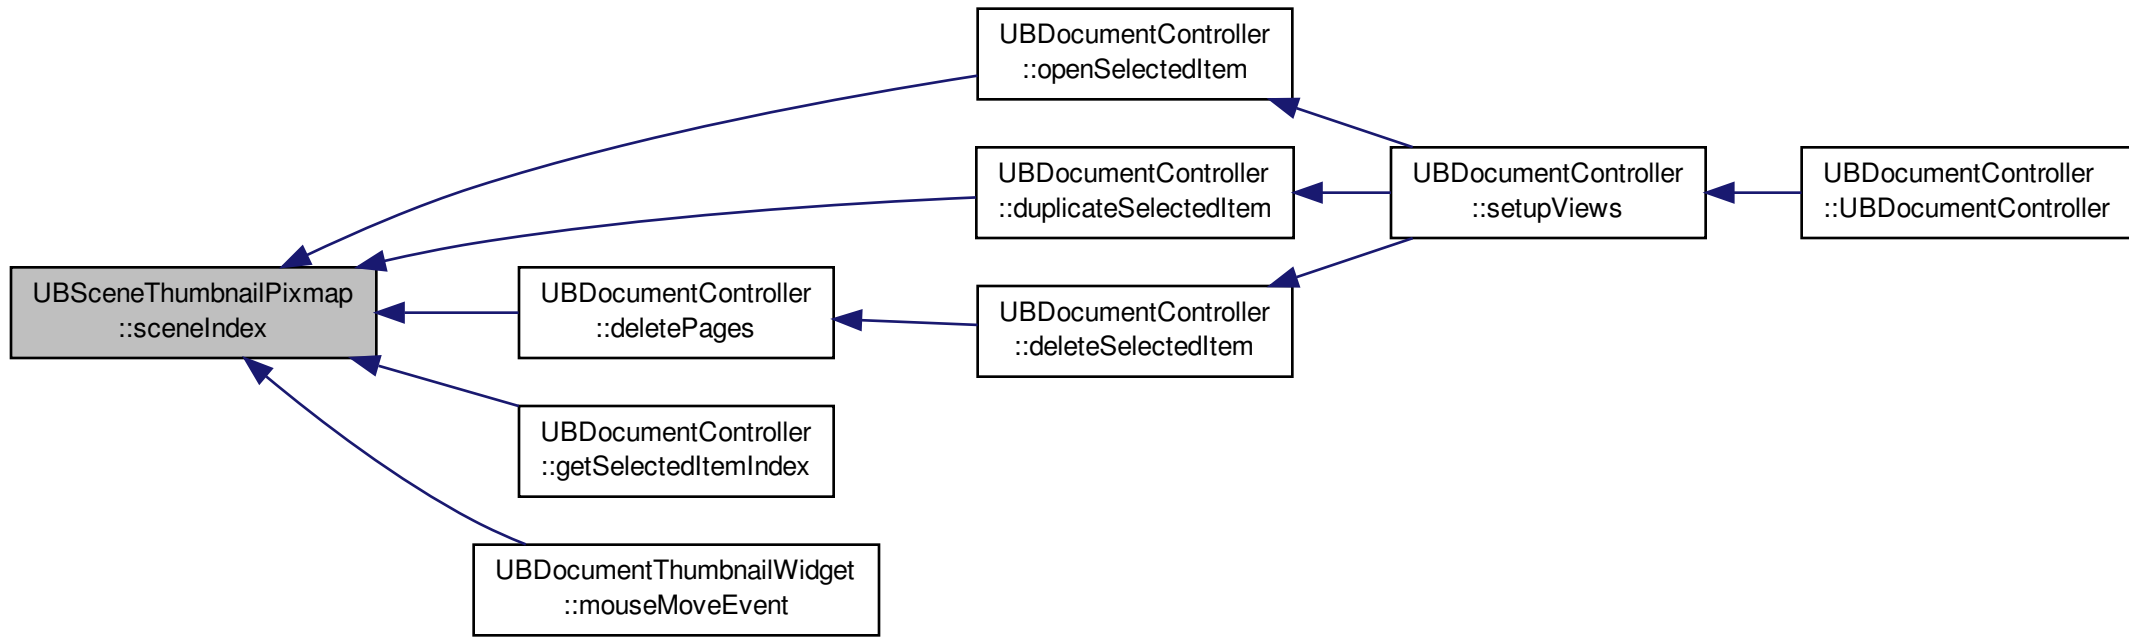 UBDocumentController
::openSelectedItem
UBDocumentController
::duplicateSelectedItem
UBDocumentController
::setupViews
UBDocumentController
::UBDocumentController
UBSceneThumbnailPixmap
::sceneIndex
UBDocumentController
::deletePages
UBDocumentController
::deleteSelectedItem
UBDocumentController
::getSelectedItemIndex
UBDocumentThumbnailWidget
::mouseMoveEvent